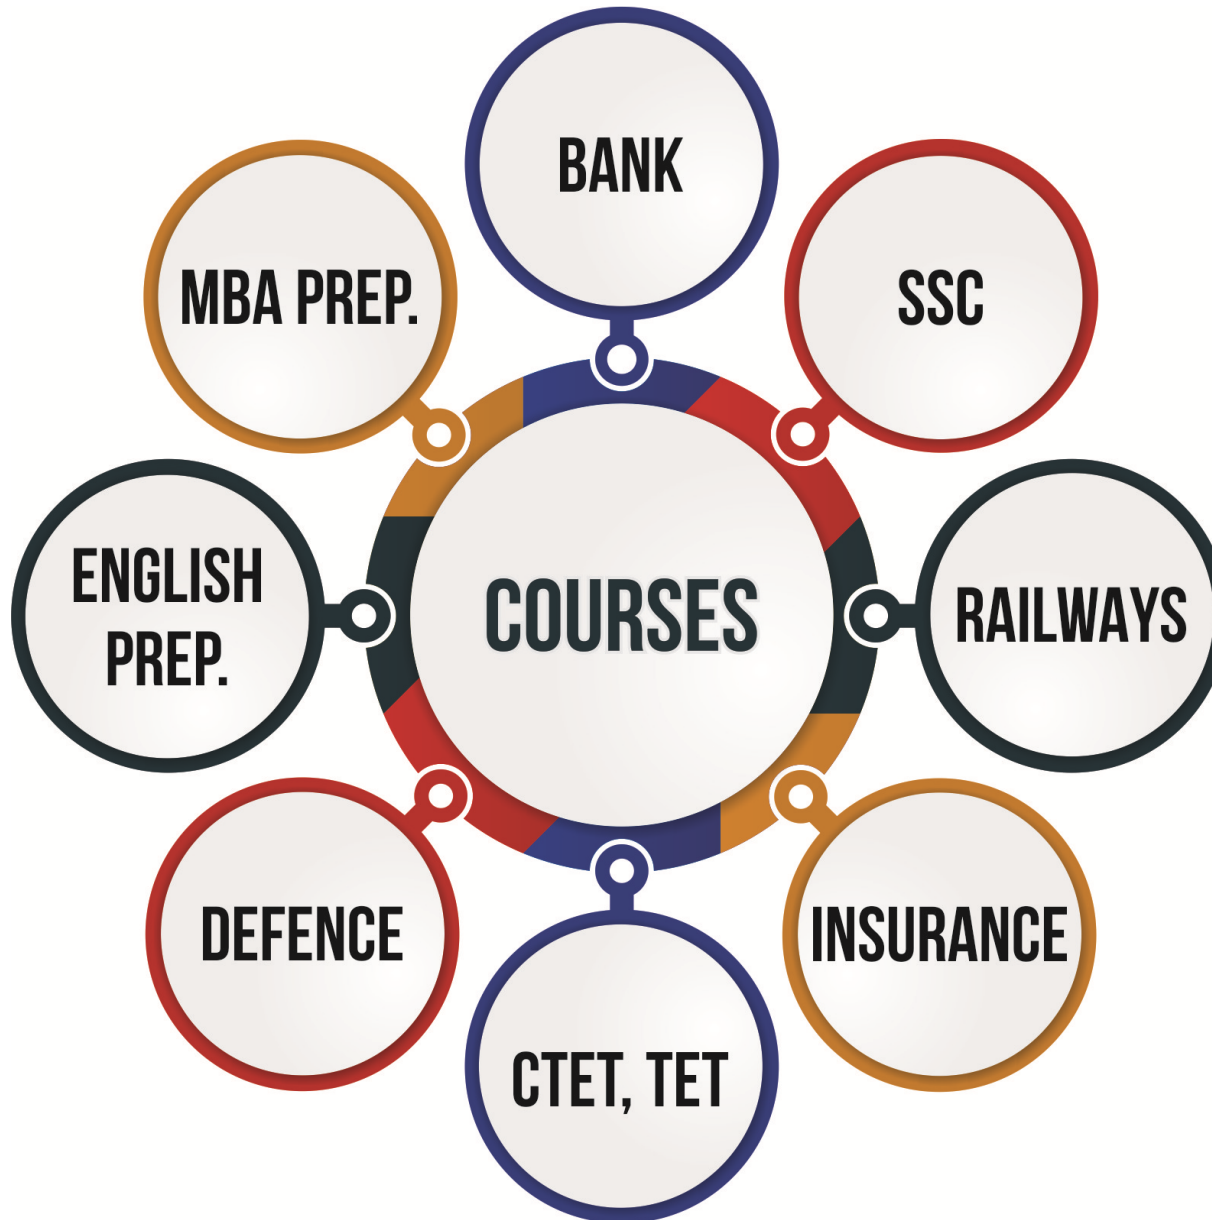 BANK
MBA PREP.
SSC
ENGLISH
PREP.
COURSES
RAILWAYS
DEFENCE
INSURANCE
CTET, TET